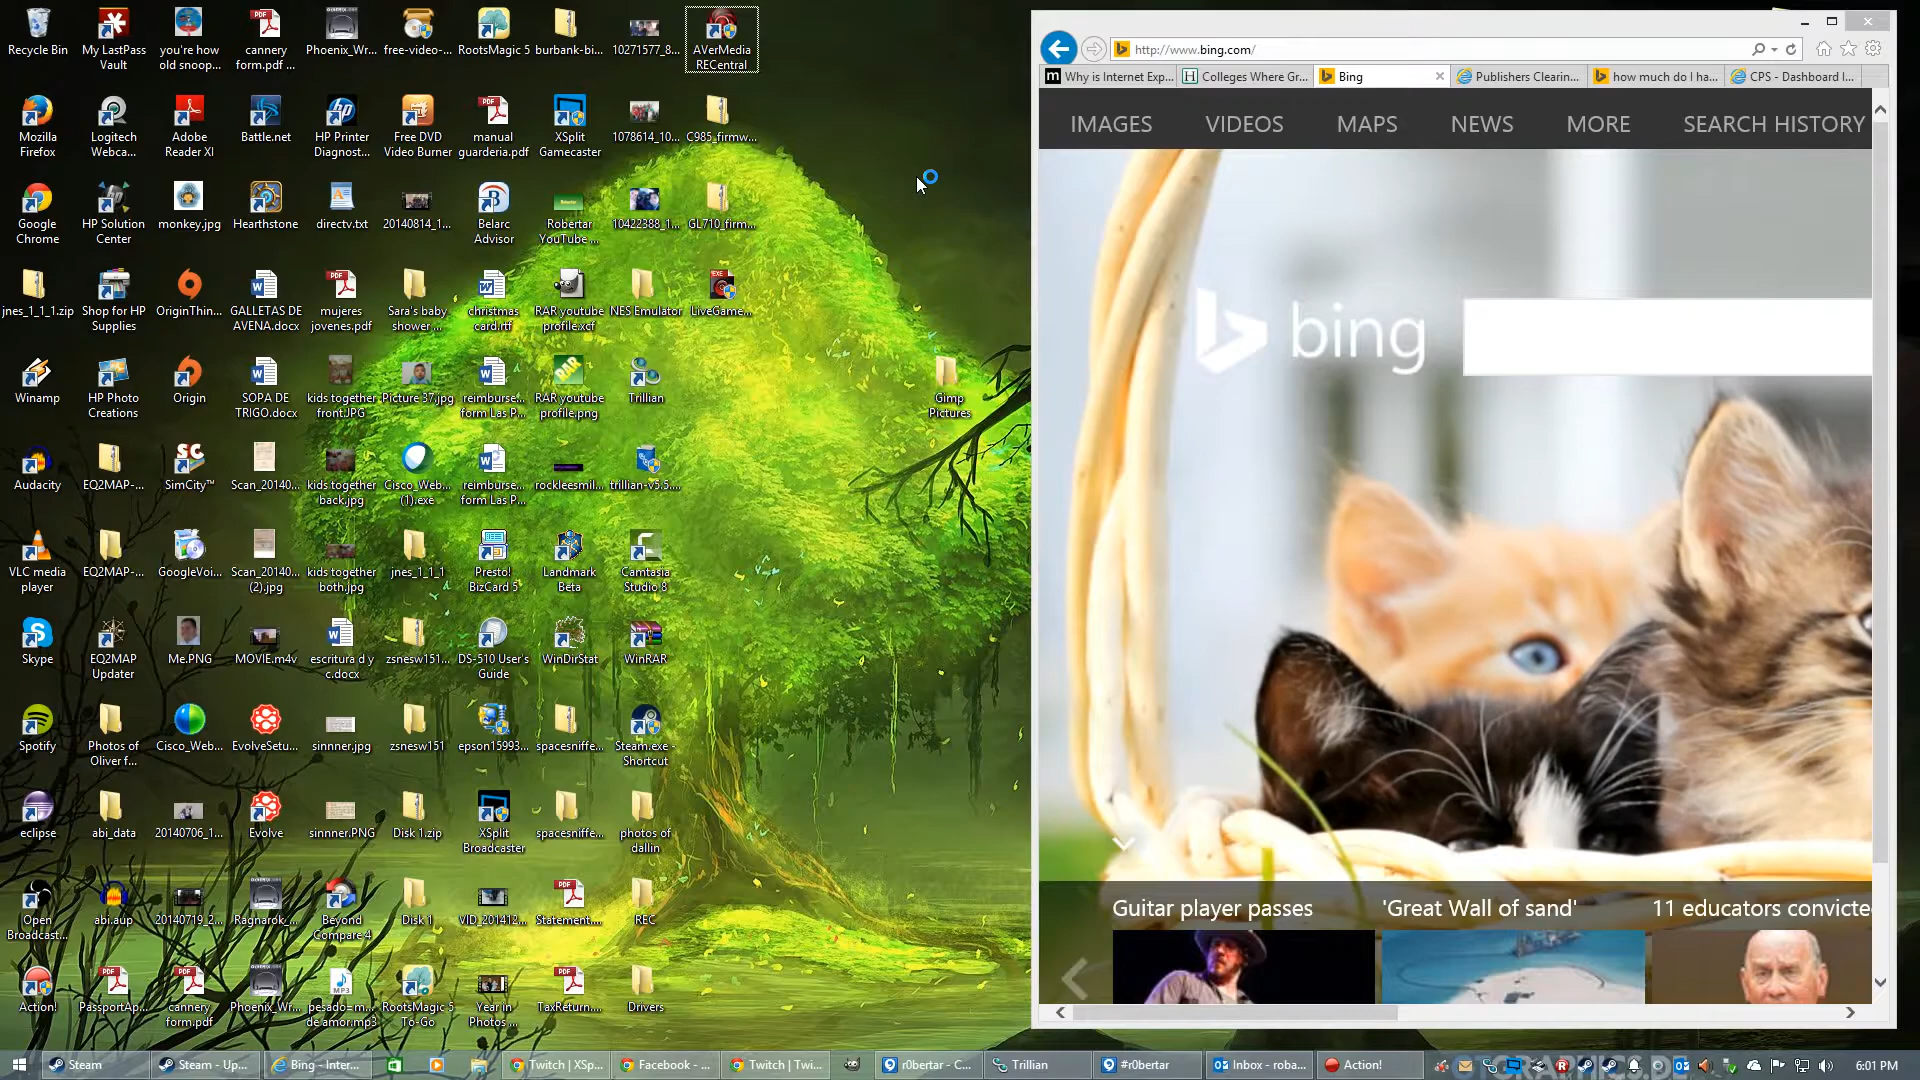 Recycle Bin
My LastPass
Vault
you're how
old snoop...
cannery
form.pdf ...
Phoenix_Wr...
free-video-...
RootsMagic 5
burbank-bi...
10271577_8...
AVerMedia
RECentral
Mozilla
Firefox
Logitech
Webca...
Adobe
Reader XI
Battle.net
HP Printer
Diagnost...
Free DVD
Video Burner
manual
guarderia.pdf
XSplit
Gamecaster
1078614_10...
C985_firmw...
Google
Chrome
HP Solution
Center
monkey.jpg
Hearthstone
directv.txt
20140814_1...
Belarc
Advisor
Robertar
YouTube ...
10422388_1...
GL710_firm...
jnes_1_1_1.zip
Shop for HP
Supplies
OriginThin...
GALLETAS DE
AVENA.docx
mujeres
jovenes.pdf
Sara's baby
shower ...
christmas
card.rtf
RAR youtube
profile.xcf
NES Emulator
LiveGame...
Winamp
HP Photo
Creations
Origin
SOPA DE
TRIGO.docx
kids together
front.JPG
Picture 37.jpg
reimburse...
form Las P...
RAR youtube
profile.png
Trillian
Gimp
Pictures
Audacity
EQ2MAP-...
SimCity™
Scan_20140...
kids together
back.jpg
Cisco_Web...
(1).exe
reimburse...
form Las P...
rockleesmil...
trillian-v5.5...
VLC media
player
EQ2MAP-...
GoogleVoi...
Scan_20140...
(2).jpg
kids together
both.jpg
jnes_1_1_1
Presto!
BizCard 5
Landmark
Beta
Camtasia
Studio 8
Skype
EQ2MAP
Updater
Me.PNG
MOVIE.m4v
escritura d y
c.docx
zsnesw151...
DS-510 User's
Guide
WinDirStat
WinRAR
Spotify
Photos of
Oliver f...
Cisco_Web...
EvolveSetu...
sinnner.jpg
zsnesw151
epson15993...
spacesniffe...
Steam.exe -
Shortcut
eclipse
abi_data
20140706_1...
Evolve
sinnner.PNG
Disk 1.zip
XSplit
Broadcaster
spacesniffe...
photos of
dallin
Open
Broadcast...
abi.aup
20140719_2...
Ragnarok_...
Beyond
Compare 4
Disk 1
VID_201412...
Statement....
REC
Action!
PassportAp...
cannery
form.pdf
Phoenix_Wr...
pesado=m...
de amor.mp3
RootsMagic 5
To-Go
Year in
Photos ...
TaxReturn....
Drivers
http://www.bing.com/
Why is Internet Exp...
Colleges Where Gr...
Bing
Publishers Clearin...
how much do I ha...
CPS - Dashboard I...
IMAGES VIDEOS MAPS NEWS MORE SEARCH HISTORY
bing
Guitar player passes
'Great Wall of sand'
11 educators convicte
Steam
Steam - Up...
Bing - Inter...
Twitch | XSp...
Facebook - ...
Twitch | Twi...
r0bertar - C...
Trillian
#r0bertar
Inbox - roba...
Action!
6:01 PM